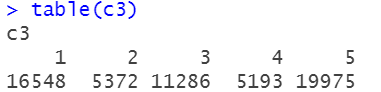 > table(c3)
c3
1 2 3 4 5
16548 5372 11286 5193 19975